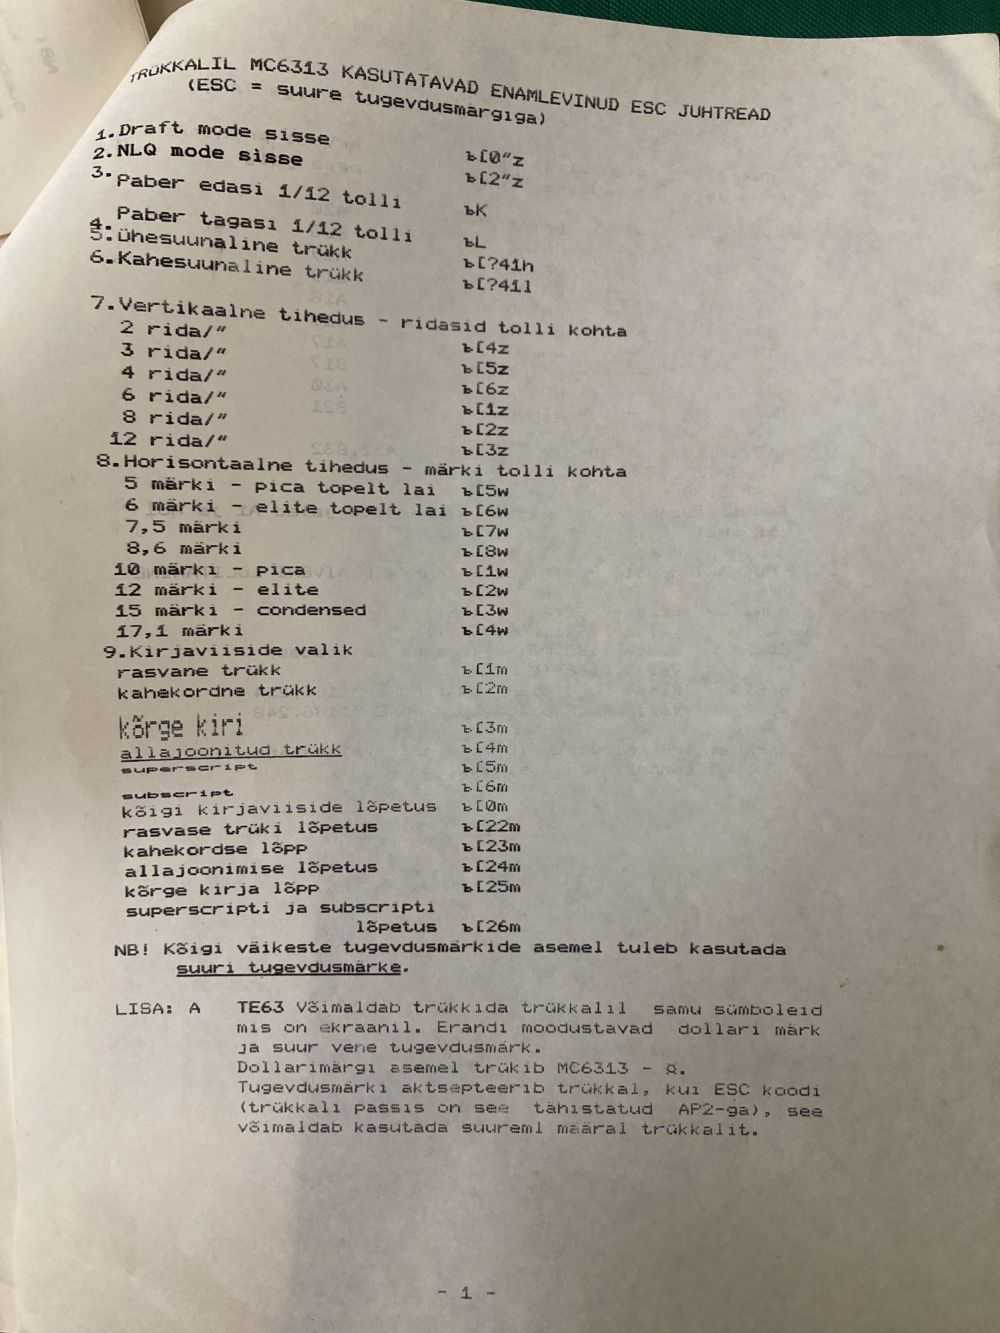 TRÜKKALIL MC6313 KASUTATAVAD ENAMLEVINUD ESC JUHTREAD
(ESC = suure tugevdusmärgiga)
1.Draft mode sisse ъ[0"z
2.NLQ mode sisse ъ[2"z
3.Paber edasi 1/12 tolli ъK
Paber tagasi 1/12 tolli ъL
4.
5.Ühesuunaline trükk ъ[?41h
6.Kahesuunaline trükk ъ[?41l
7.Vertikaalne tihedus - ridasid tolli kohta
2 rida/" ъ[4z
3 rida/" ъ[5z
4 rida/" ъ[6z
6 rida/" ъ[1z
8 rida/" ъ[2z
12 rida/" ъ[3z
8.Horisontaalne tihedus - märki tolli kohta
5 märki - pica topelt lai ъ[5w
6 märki - elite topelt lai ъ[6w
7,5 märki ъ[7w
8,6 märki ъ[8w
10 märki - pica ъ[1w
12 märki - elite ъ[2w
15 märki - condensed ъ[3w
17,1 märki ъ[4w
9.Kirjaviiside valik
rasvane trükk ъ[1m
kahekordne trükk ъ[2m
kõrge kiri ъ[3m
allajoonitud trükk ъ[4m
superscript ъ[5m
subscript ъ[6m
kõigi kirjaviiside lõpetus ъ[0m
rasvase trüki lõpetus ъ[22m
kahekordse lõpp ъ[23m
allajoonimise lõpetus ъ[24m
kõrge kirja lõpp ъ[25m
superscripti ja subscripti
lõpetus ъ[26m
NB! Kõigi väikeste tugevdusmärkide asemel tuleb kasutada
suuri tugevdusmärke.
LISA: A TE63 Võimaldab trükkida trükkalil samu sümboleid
mis on ekraanil. Erandi moodustavad dollari märk
ja suur vene tugevdusmärk.
Dollarimärgi asemel trükib MC6313 - ¤.
Tugevdusmärki aktsepteerib trükkal, kui ESC koodi
(trükkali passis on see tähistatud AP2-ga), see
võimaldab kasutada suureml määral trükkalit.
- 1 -